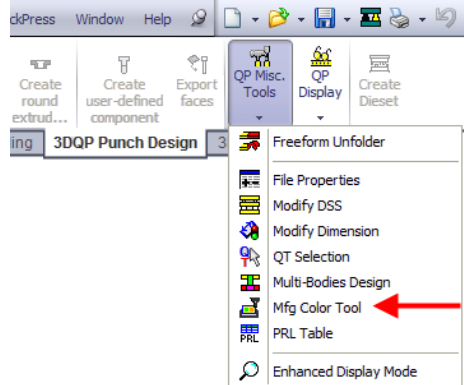 ckPress Window Help
Create round extrud...
Create user-defined component
Export faces
QP Misc. Tools
QP Display
Create Dieset
ing 3DQP Punch Design 3
Freeform Unfolder
File Properties
Modify DSS
Modify Dimension
QT Selection
Multi-Bodies Design
Mfg Color Tool
PRL PRL Table
Enhanced Display Mode